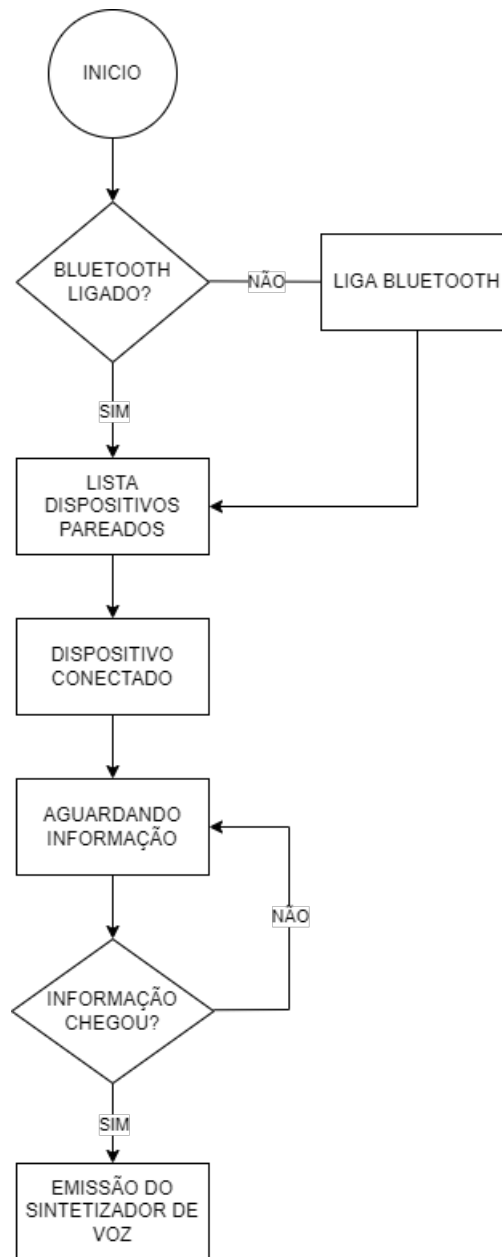 INICIO
BLUETOOTH
LIGADO?
NÃO
LIGA BLUETOOTH
SIM
LISTA
DISPOSITIVOS
PAREADOS
DISPOSITIVO
CONECTADO
AGUARDANDO
INFORMAÇÃO
NÃO
INFORMAÇÃO
CHEGOU?
SIM
EMISSÃO DO
SINTETIZADOR DE
VOZ